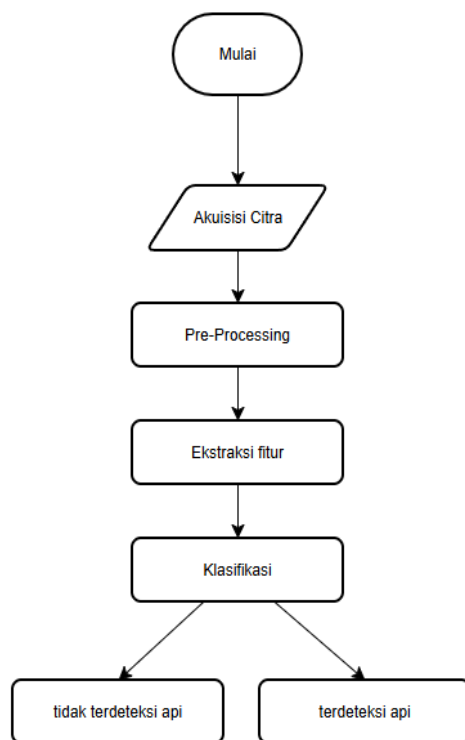 Mulai
Akuisisi Citra
Pre-Processing
Ekstraksi fitur
Klasifikasi
tidak terdeteksi api
terdeteksi api